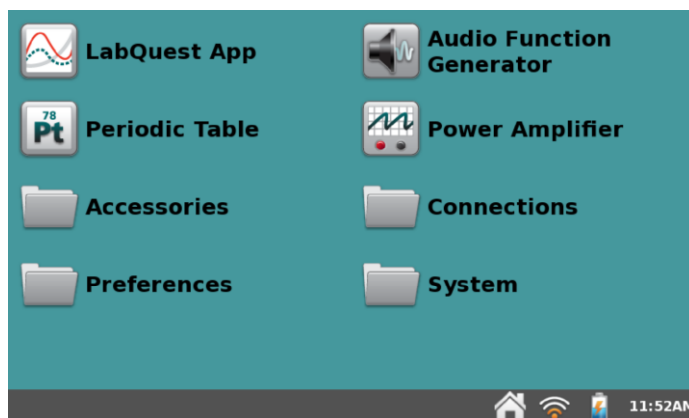 LabQuest App
Audio Function
Generator
78
Pt
Periodic Table
Power Amplifier
Accessories
Connections
Preferences
System
11:52AM